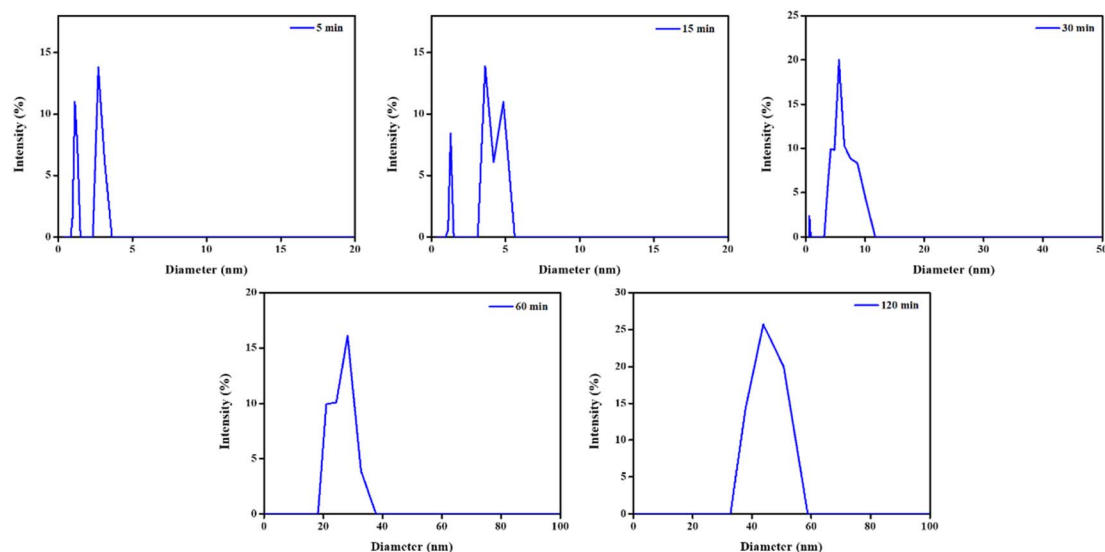 5 min
15
10
5
0
Intensity (%)
0 5 10 15 20
Diameter (nm)
15 min
15
10
5
0
Intensity (%)
0 5 10 15 20
Diameter (nm)
30 min
25
20
15
10
5
0
Intensity (%)
0 10 20 30 40 50
Diameter (nm)
60 min
20
15
10
5
0
Intensity (%)
0 20 40 60 80 100
Diameter (nm)
120 min
30
25
20
15
10
5
0
Intensity (%)
0 20 40 60 80 100
Diameter (nm)